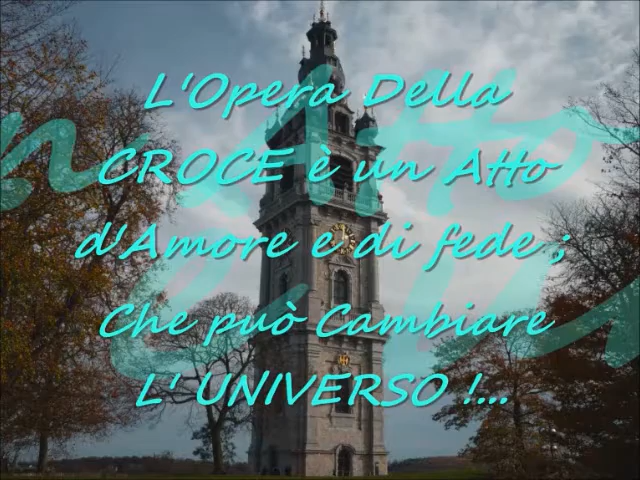 L'Opera Della
CROCE è un Atto
d'Amore e di fede ;
Che può Cambiare
L' UNIVERSO !...